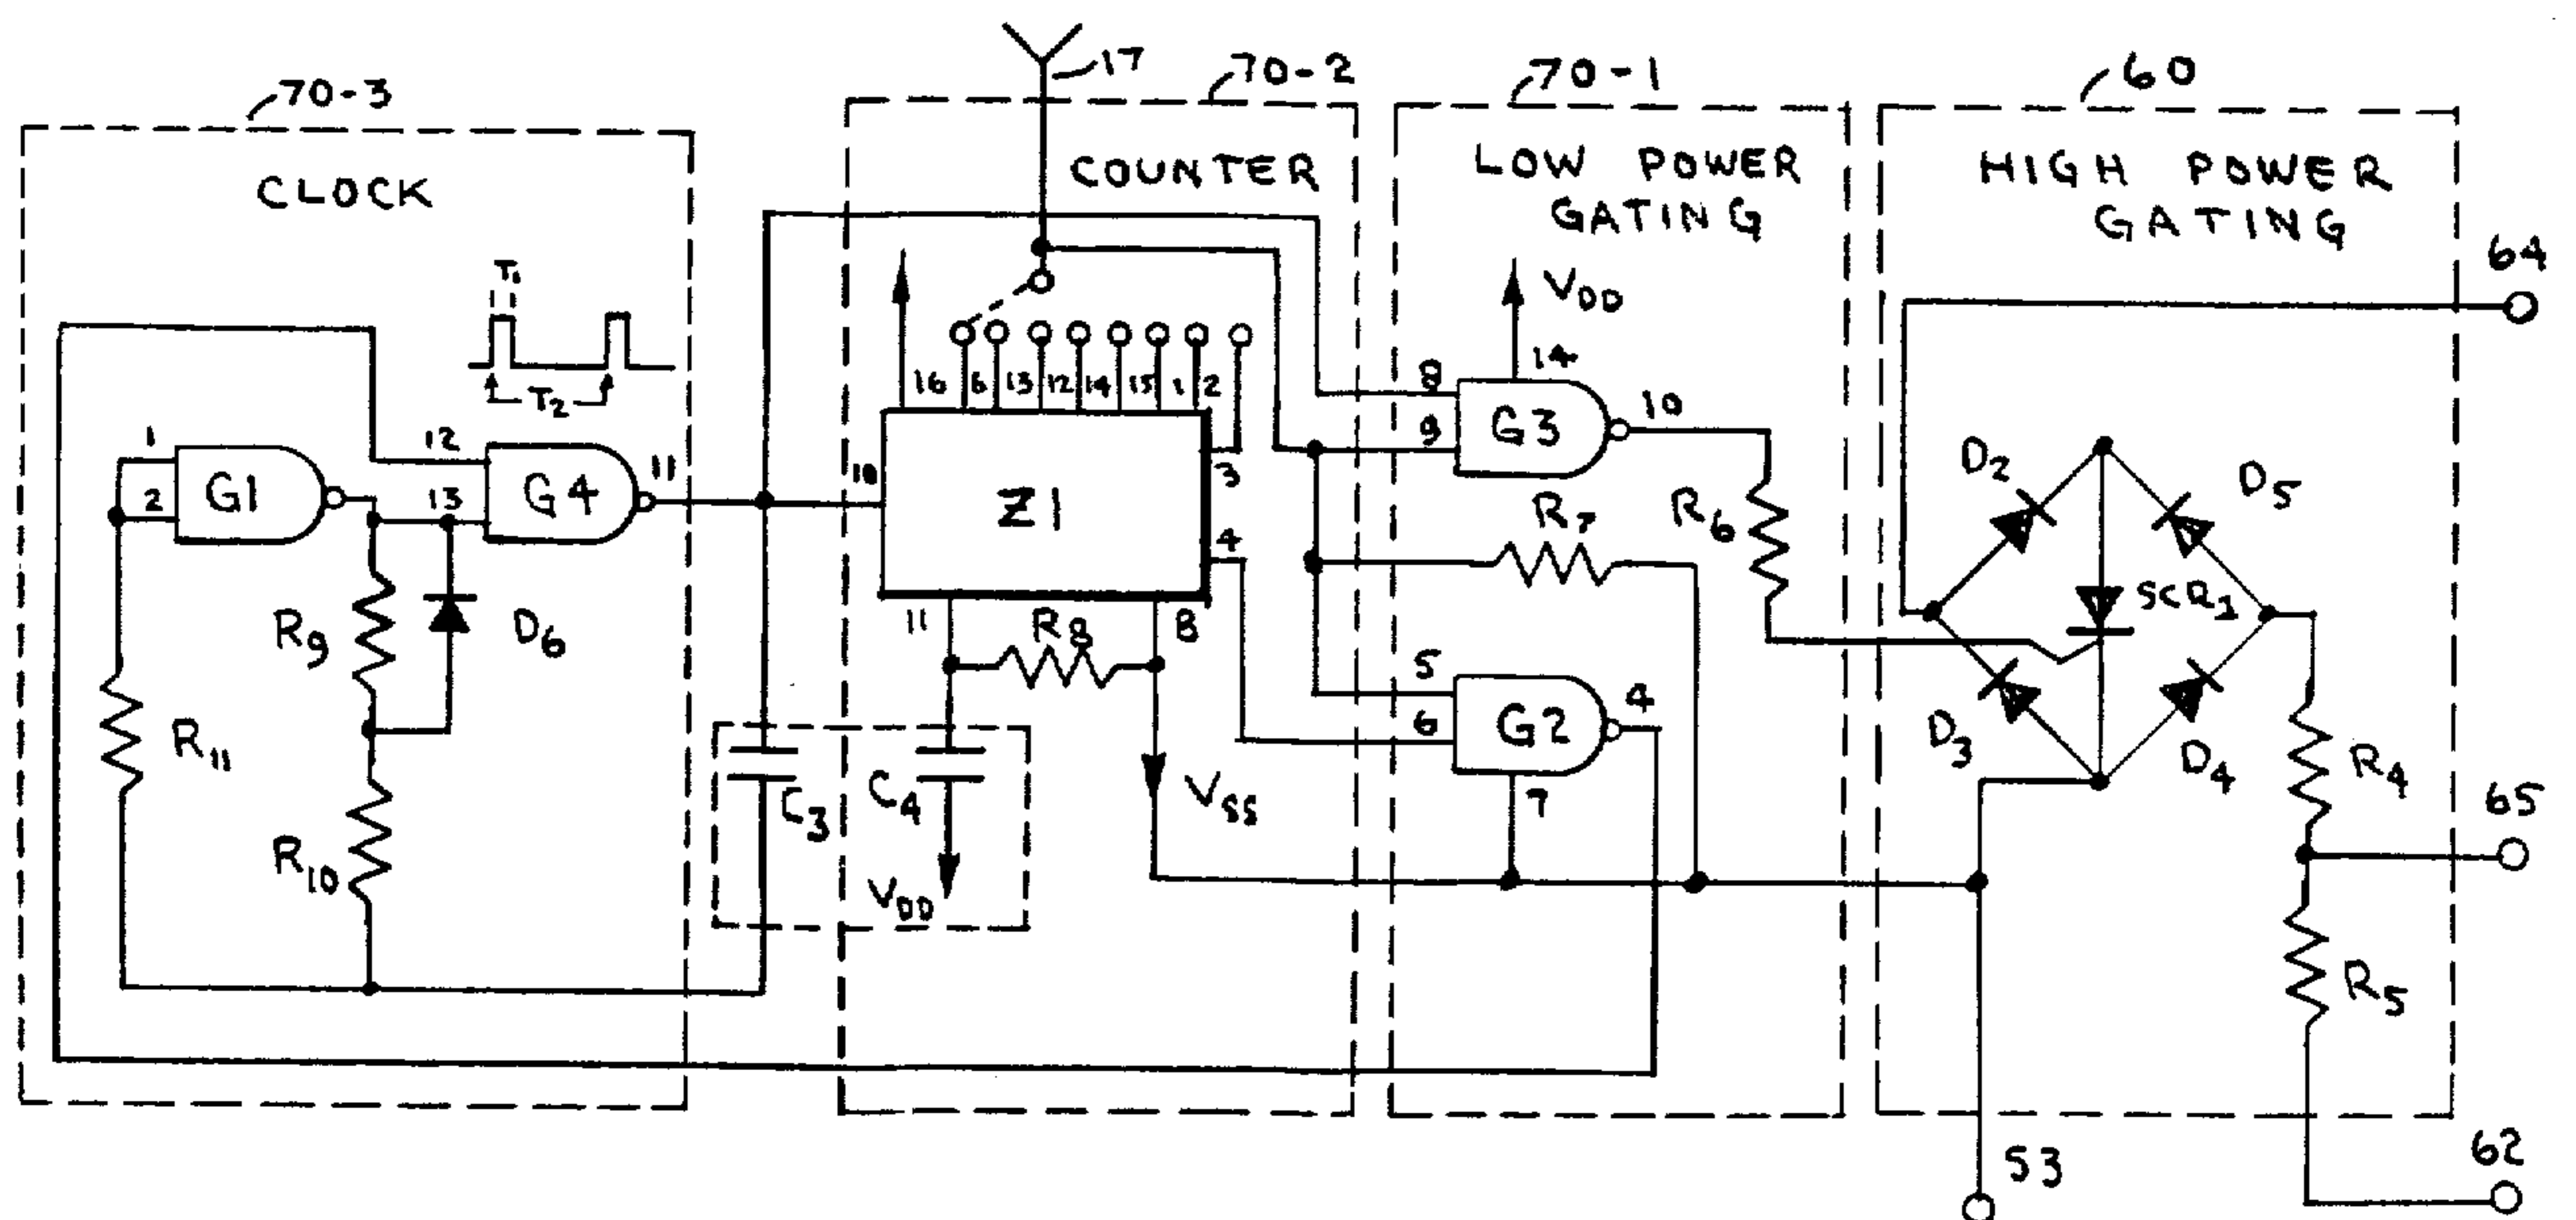 17
70-3
70-2
70-1
60
CLOCK
COUNTER
LOW POWER
GATING
HIGH POWER
GATING
T1
T2
VDD
64
16 6 13 12 14 15 1 2
8
14
9
G3
10
1
2
G1
12
13
G4
11
10
Z1
3
4
R7
R6
D2
D5
SCR1
R9
D6
11
R8
8
5
6
G2
4
7
R11
R10
C3
C4
VDD
VSS
D3
D4
R4
65
R5
53
62